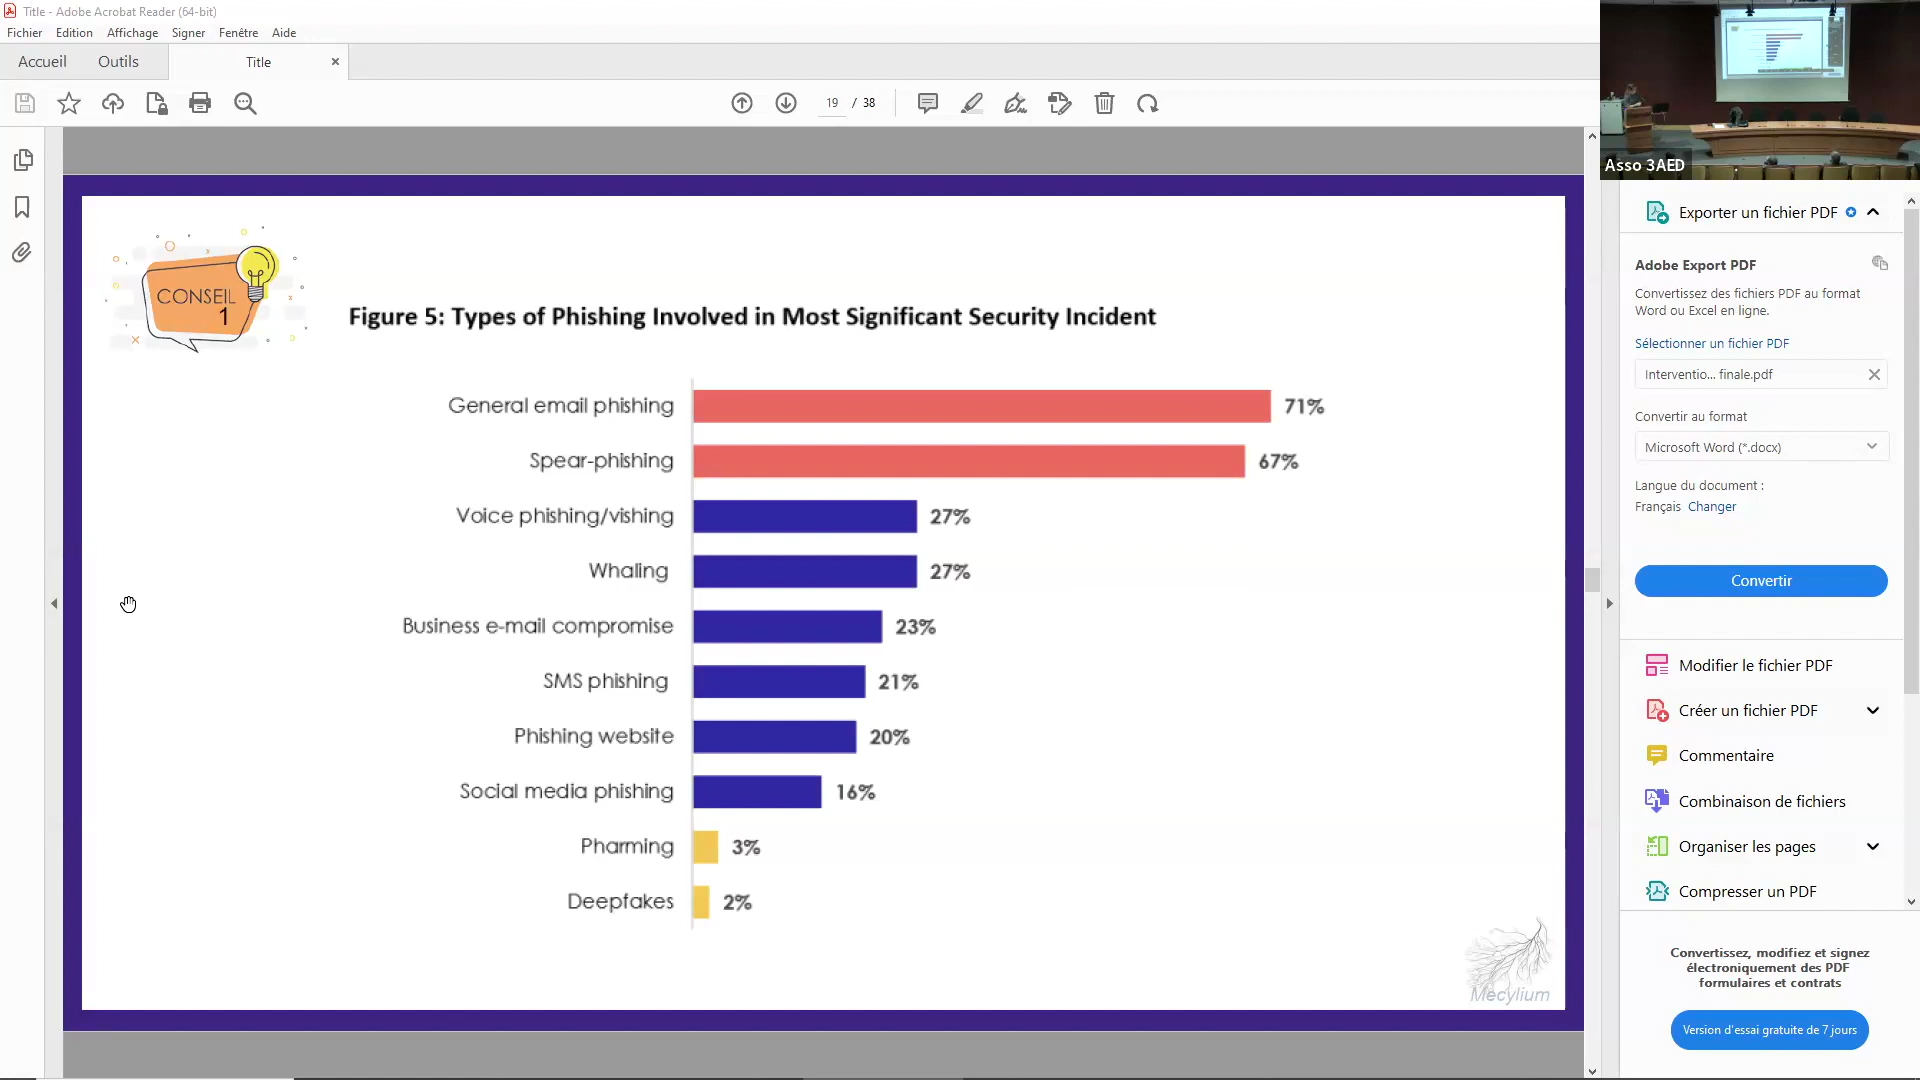 Title - Adobe Acrobat Reader (64-bit)
Fichier Edition Affichage Signer Fenêtre Aide
Accueil Outils Title ×
19 / 38
Asso 3AED
CONSEIL
1
Figure 5: Types of Phishing Involved in Most Significant Security Incident
General email phishing 71%
Spear-phishing 67%
Voice phishing/vishing 27%
Whaling 27%
Business e-mail compromise 23%
SMS phishing 21%
Phishing website 20%
Social media phishing 16%
Pharming 3%
Deepfakes 2%
Mecylium
Exporter un fichier PDF
Adobe Export PDF
Convertissez des fichiers PDF au format
Word ou Excel en ligne.
Sélectionner un fichier PDF
Interventio... finale.pdf
Convertir au format
Microsoft Word (*.docx)
Langue du document :
Français Changer
Convertir
Modifier le fichier PDF
Créer un fichier PDF
Commentaire
Combinaison de fichiers
Organiser les pages
Compresser un PDF
Convertissez, modifiez et signez
électroniquement des PDF
formulaires et contrats
Version d'essai gratuite de 7 jours